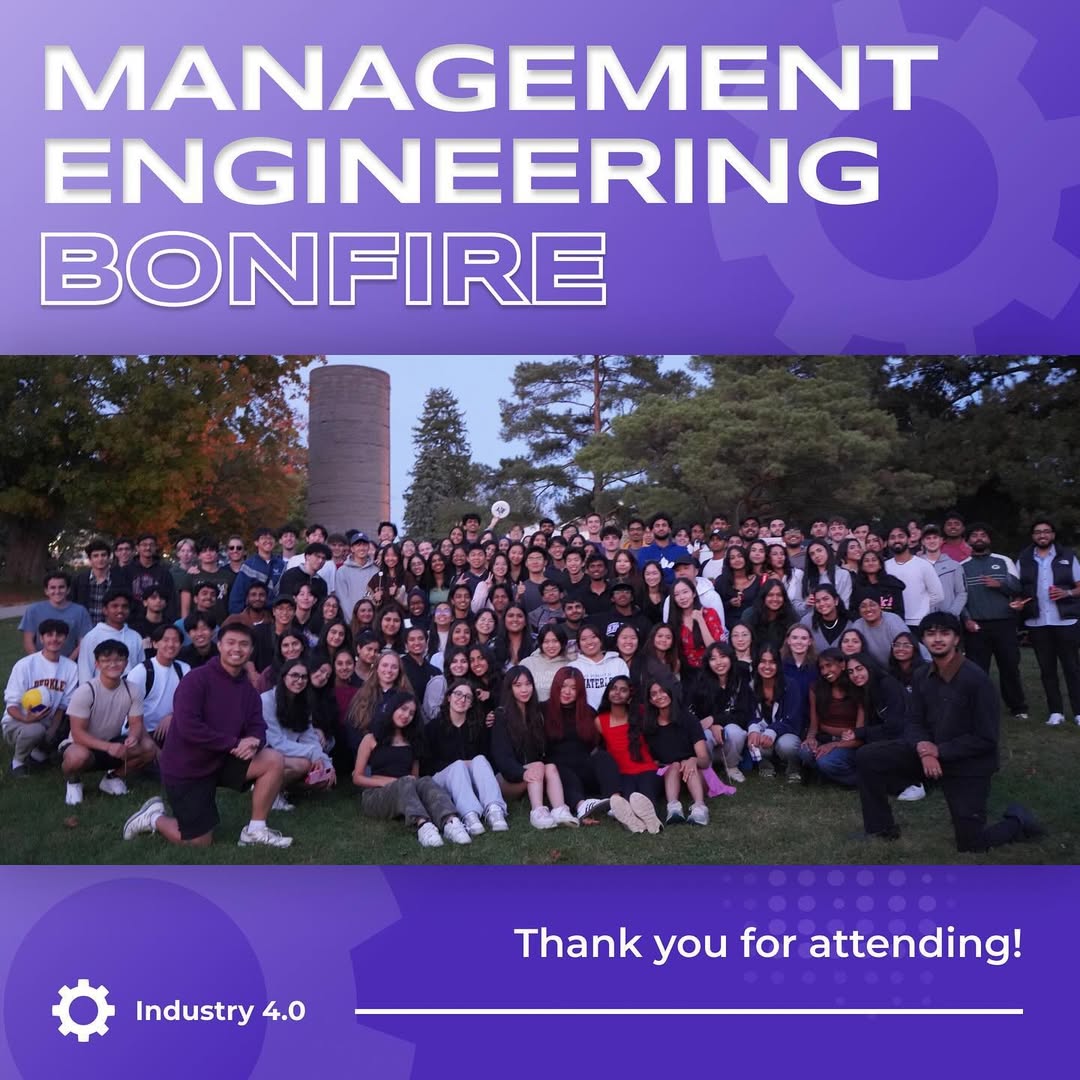 MANAGEMENT
ENGINEERING
BONFIRE
Thank you for attending!
Industry 4.0